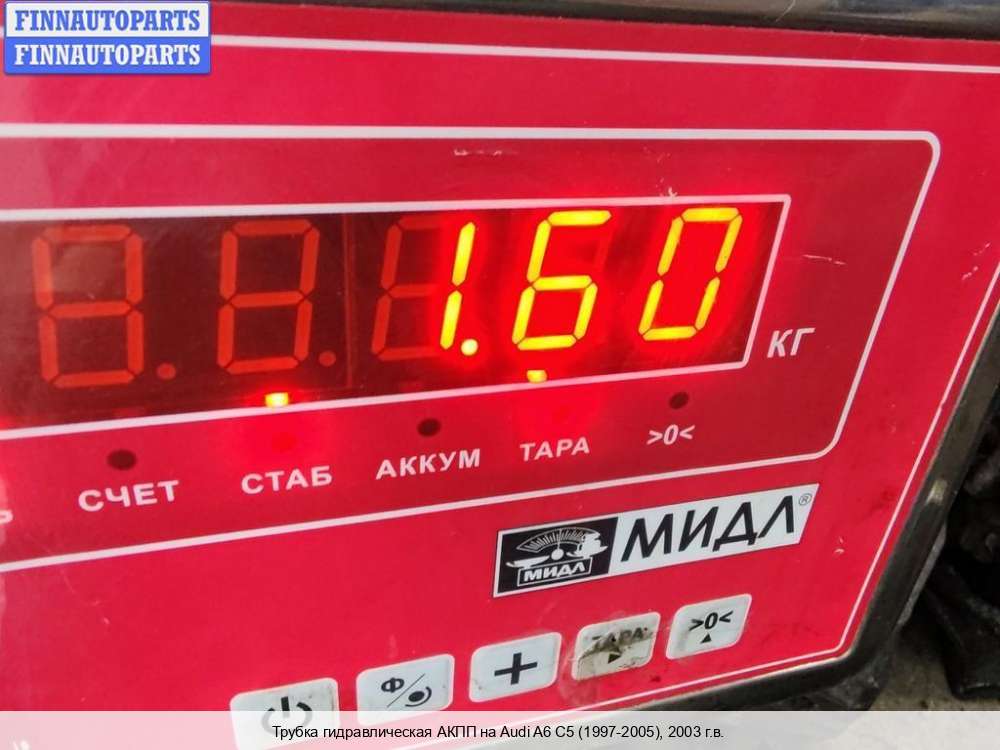 FINNAUTOPARTS
FINNAUTOPARTS
1.60
КГ
СЧЕТ
СТАБ
АККУМ
ТАРА
>0<
МИДЛ®
МИДЛ
Ф
+
ТАРА
>0<
Трубка гидравлическая АКПП на Audi A6 C5 (1997-2005), 2003 г.в.